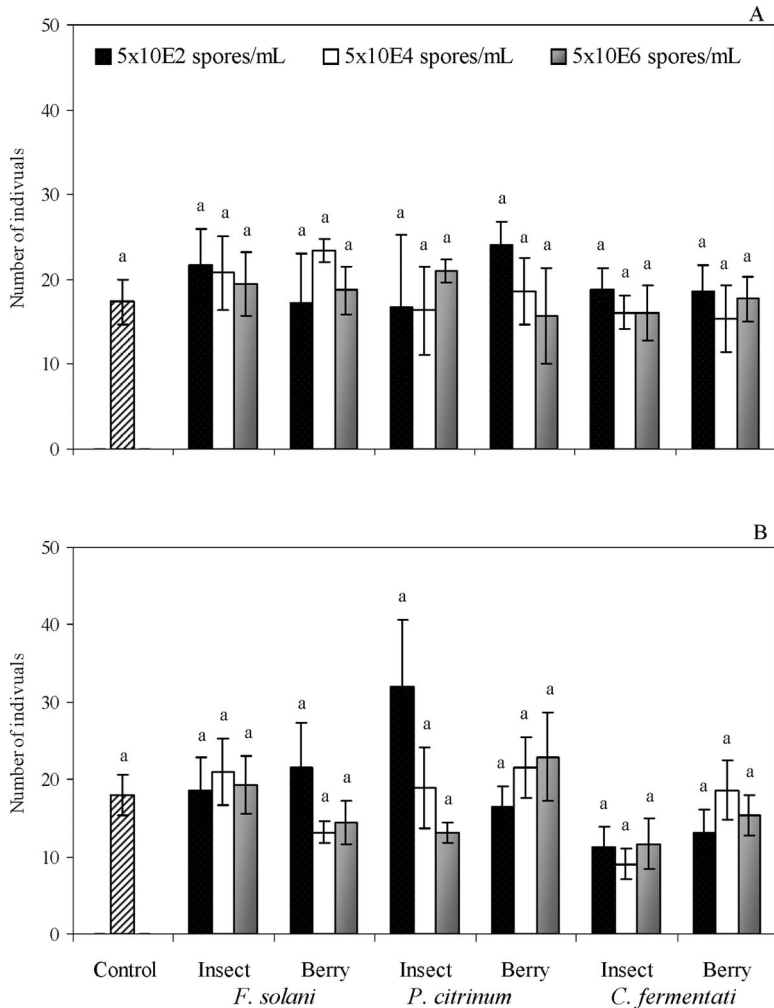 A
50
5x10E2 spores/mL 5x10E4 spores/mL 5x10E6 spores/mL
40
30
20
10
0
Number of indivuals
a a a a a a a a a a a a a a a a a a a
B
50
40
30
20
10
0
Number of indiviuals
a a a a a a a a a a a a a a a a a a a
Control Insect Berry Insect Berry Insect Berry
F. solani P. citrinum C. fermentati